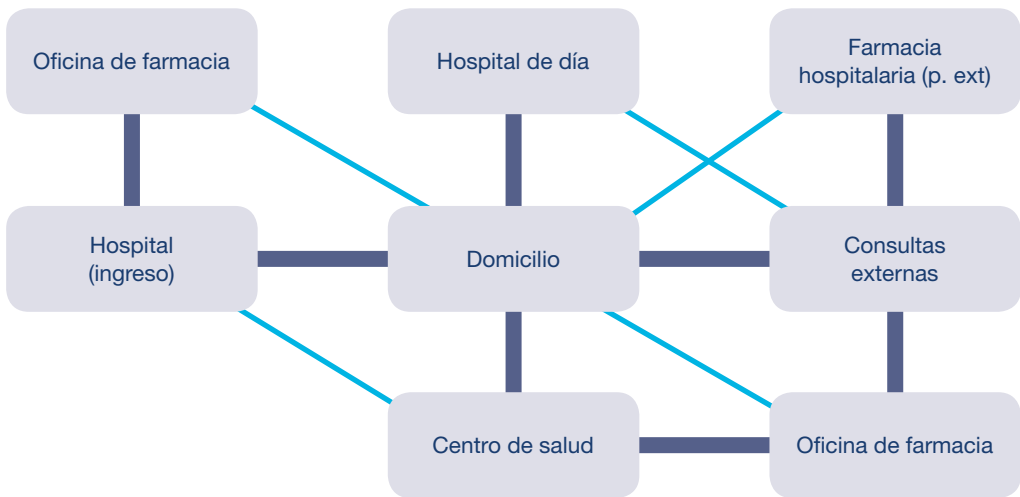 Oficina de farmacia
Hospital de día
Farmacia
hospitalaria (p. ext)
Hospital
(ingreso)
Domicilio
Consultas
externas
Centro de salud
Oficina de farmacia